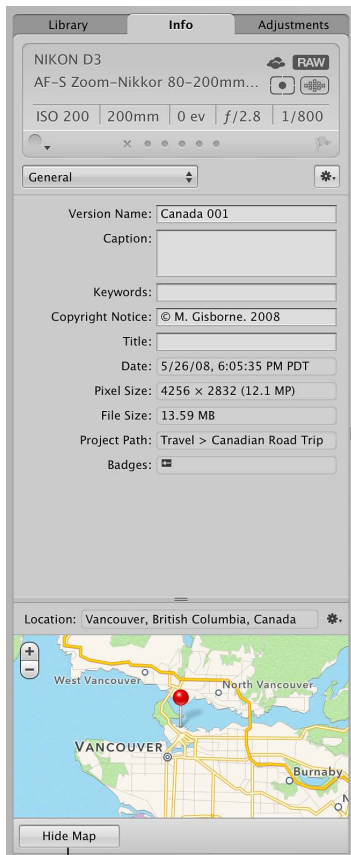 Library Info Adjustments
NIKON D3
RAW
AF-S Zoom-Nikkor 80-200mm...
ISO 200 200mm 0 ev ƒ/2.8 1/800
General
Version Name: Canada 001
Caption:
Keywords:
Copyright Notice: © M. Gisborne. 2008
Title:
Date: 5/26/08, 6:05:35 PM PDT
Pixel Size: 4256 × 2832 (12.1 MP)
File Size: 13.59 MB
Project Path: Travel > Canadian Road Trip
Badges:
Location: Vancouver, British Columbia, Canada
West Vancouver
North Vancouver
VANCOUVER
Burnaby
N
Hide Map